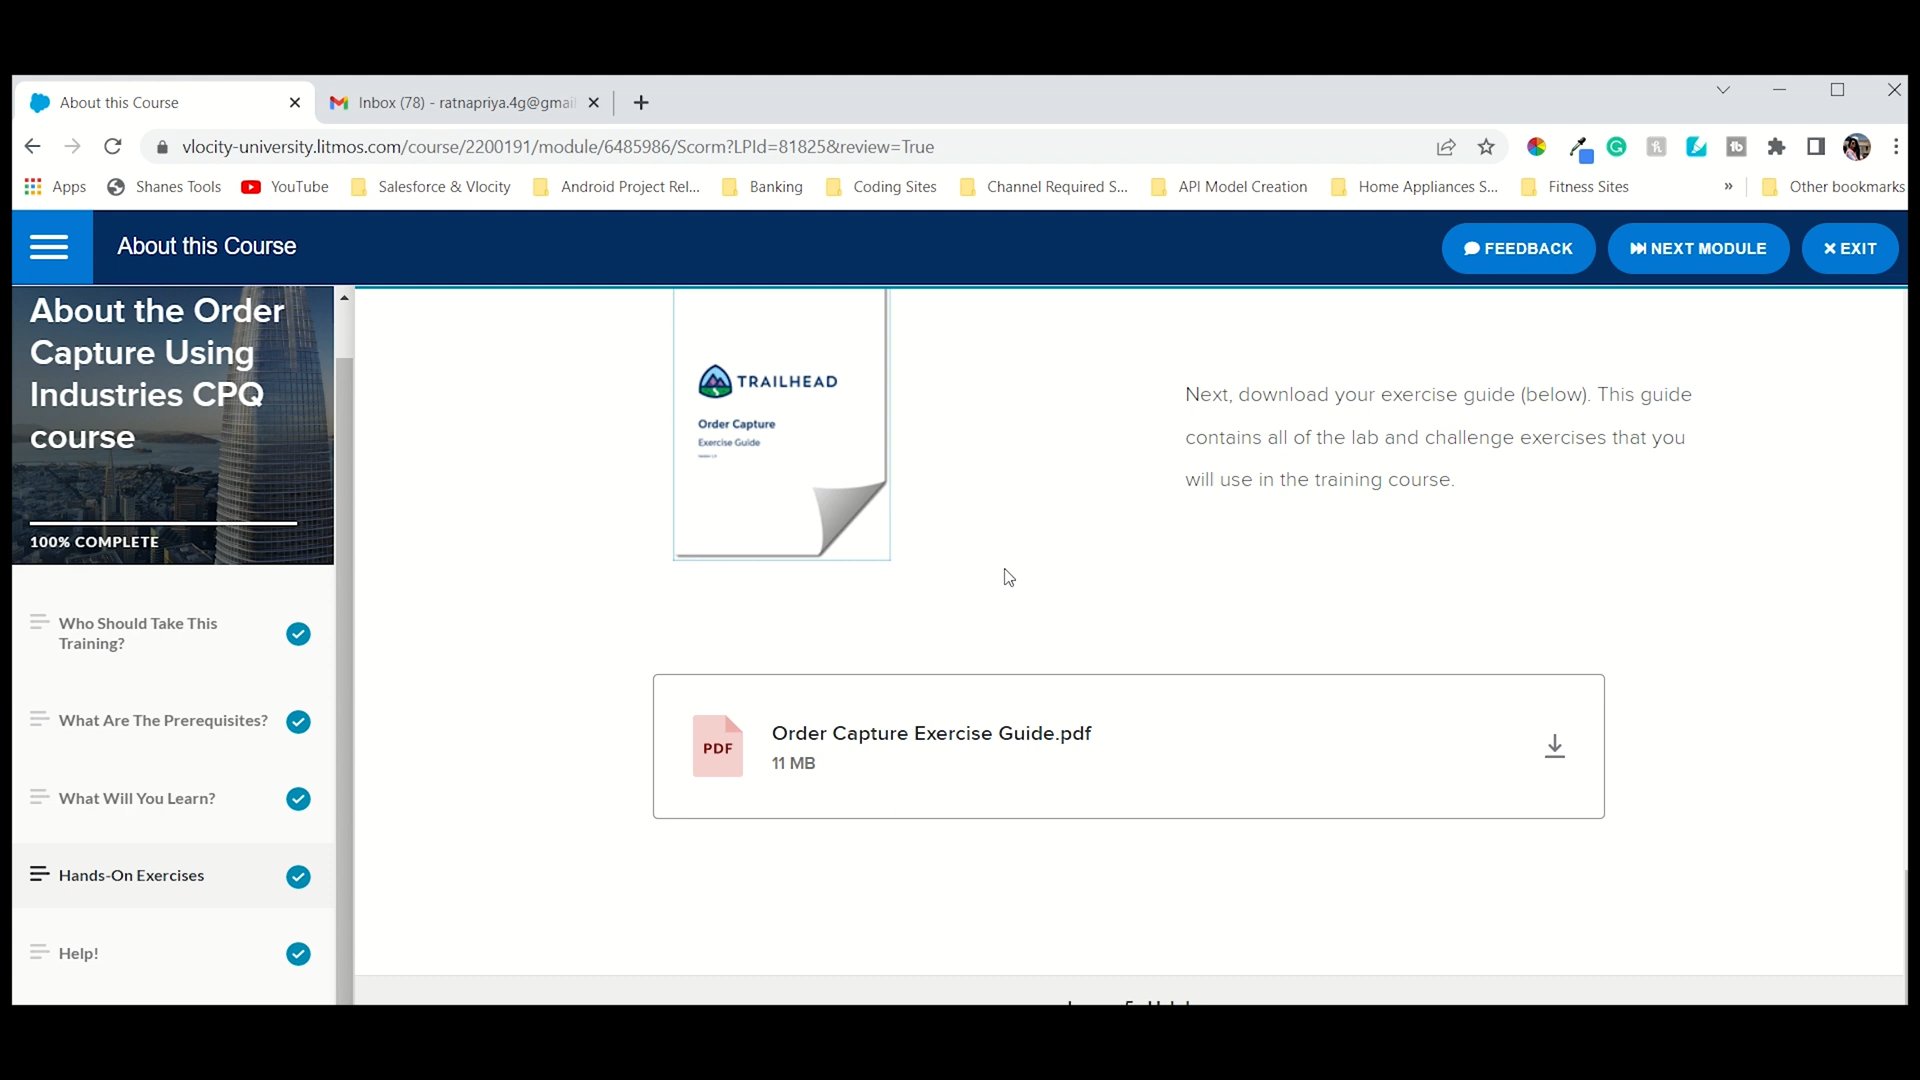 About this Course
Inbox (78) - ratnapriya.4g@gmai
vlocity-university.litmos.com/course/2200191/module/6485986/Scorm?LPId=81825&review=True
Apps
Shanes Tools
YouTube
Salesforce & Vlocity
Android Project Rel...
Banking
Coding Sites
Channel Required S...
API Model Creation
Home Appliances S...
Fitness Sites
»
Other bookmarks
About this Course
FEEDBACK
NEXT MODULE
EXIT
About the Order
Capture Using
Industries CPQ
course
100% COMPLETE
Who Should Take This
Training?
What Are The Prerequisites?
What Will You Learn?
Hands-On Exercises
Help!
TRAILHEAD
Order Capture
Exercise Guide
Next, download your exercise guide (below). This guide
contains all of the lab and challenge exercises that you
will use in the training course.
PDF
Order Capture Exercise Guide.pdf
11 MB